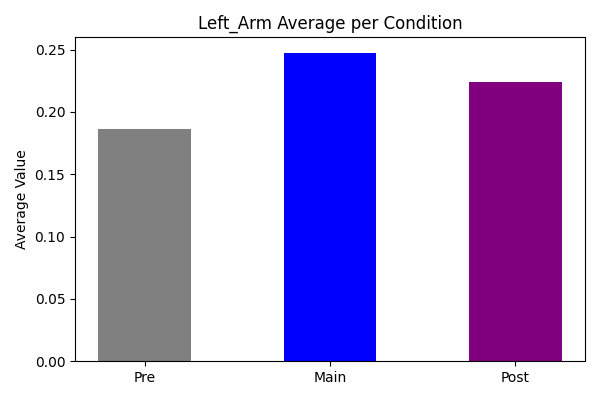 Left_Arm Average per Condition
Average Value
0.25
0.20
0.15
0.10
0.05
0.00
Pre
Main
Post